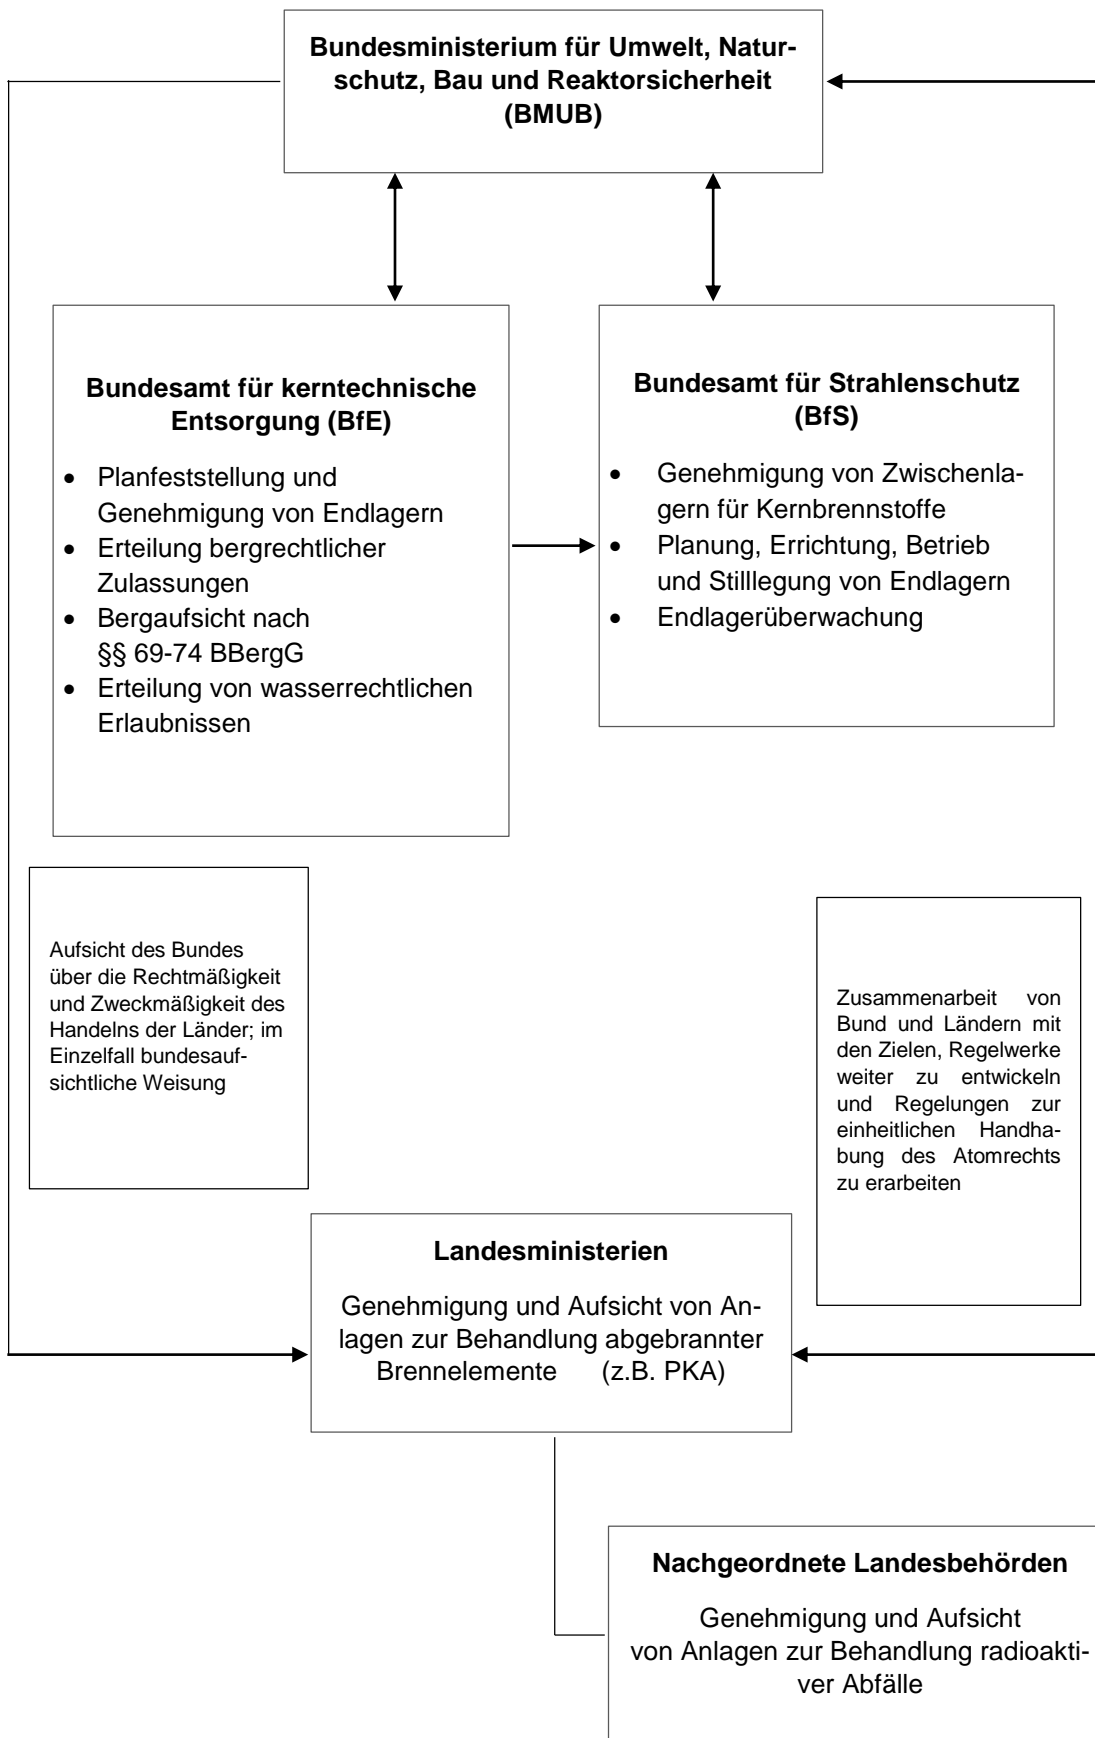 Bundesministerium für Umwelt, Natur-
schutz, Bau und Reaktorsicherheit
(BMUB)
Bundesamt für kerntechnische
Entsorgung (BfE)
• Planfeststellung und
Genehmigung von Endlagern
• Erteilung bergrechtlicher
Zulassungen
• Bergaufsicht nach
§§ 69-74 BBergG
• Erteilung von wasserrechtlichen
Erlaubnissen
Bundesamt für Strahlenschutz
(BfS)
• Genehmigung von Zwischenla-
gern für Kernbrennstoffe
• Planung, Errichtung, Betrieb
und Stilllegung von Endlagern
• Endlagerüberwachung
Aufsicht des Bundes
über die Rechtmäßigkeit
und Zweckmäßigkeit des
Handelns der Länder; im
Einzelfall bundesauf-
sichtliche Weisung
Zusammenarbeit von
Bund und Ländern mit
den Zielen, Regelwerke
weiter zu entwickeln
und Regelungen zur
einheitlichen Handha-
bung des Atomrechts
zu erarbeiten
Landesministerien
Genehmigung und Aufsicht von An-
lagen zur Behandlung abgebrannter
Brennelemente (z.B. PKA)
Nachgeordnete Landesbehörden
Genehmigung und Aufsicht
von Anlagen zur Behandlung radioakti-
ver Abfälle